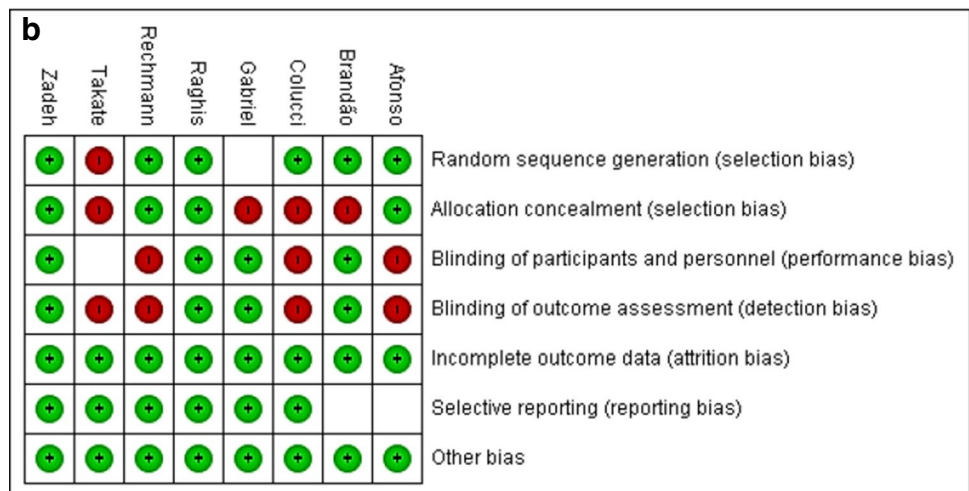 b
Zadeh
Takate
Rechmann
Raghis
Gabriel
Colucci
Brandão
Afonso
+ - + + + + +
Random sequence generation (selection bias)
+ - + + - - - +
Allocation concealment (selection bias)
+ - + + - + -
Blinding of participants and personnel (performance bias)
+ - - + + - + -
Blinding of outcome assessment (detection bias)
+ + + + + + + +
Incomplete outcome data (attrition bias)
+ + + + + +
Selective reporting (reporting bias)
+ + + + + + + +
Other bias